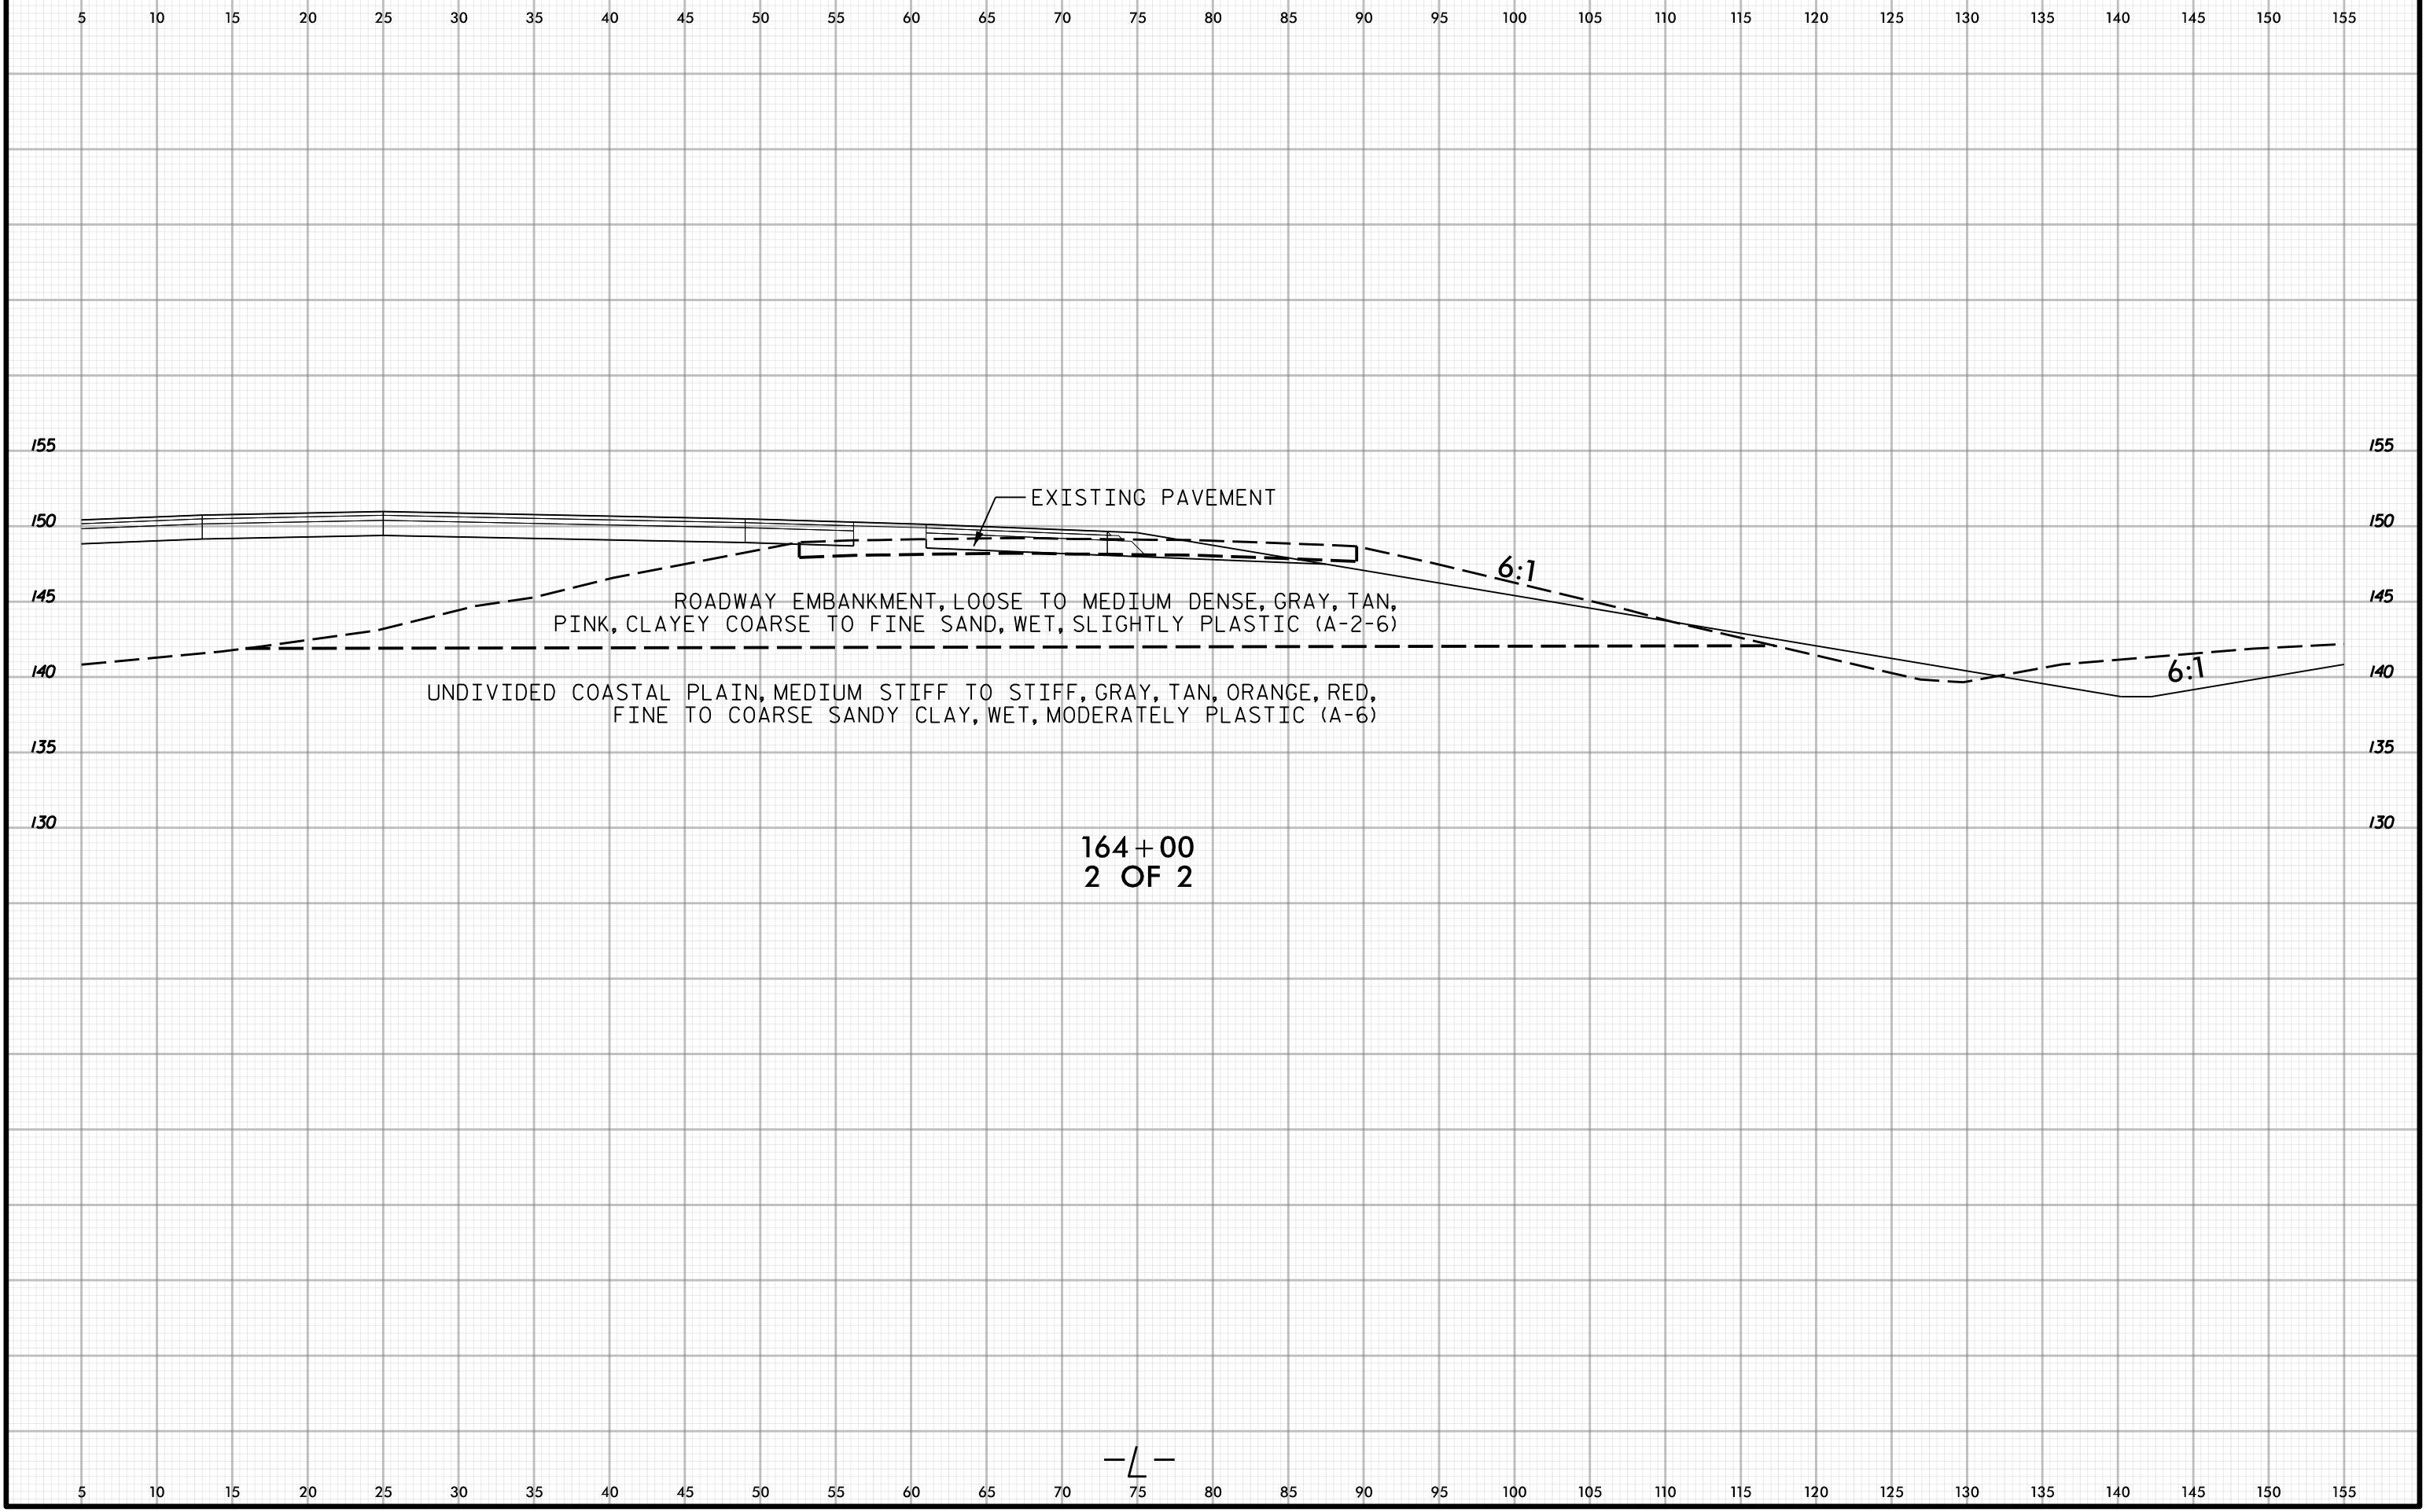 5 10 15 20 25 30 35 40 45 50 55 60 65 70 75 80 85 90 95 100 105 110 115 120 125 130 135 140 145 150 155
155 155
EXISTING PAVEMENT
150 150
6:1
145 145
ROADWAY EMBANKMENT, LOOSE TO MEDIUM DENSE, GRAY, TAN,
PINK, CLAYEY COARSE TO FINE SAND, WET, SLIGHTLY PLASTIC (A-2-6)
140 6:1 140
UNDIVIDED COASTAL PLAIN, MEDIUM STIFF TO STIFF, GRAY, TAN, ORANGE, RED,
FINE TO COARSE SANDY CLAY, WET, MODERATELY PLASTIC (A-6)
135 135
130 130
164+00
2 OF 2
-L-
5 10 15 20 25 30 35 40 45 50 55 60 65 70 75 80 85 90 95 100 105 110 115 120 125 130 135 140 145 150 155